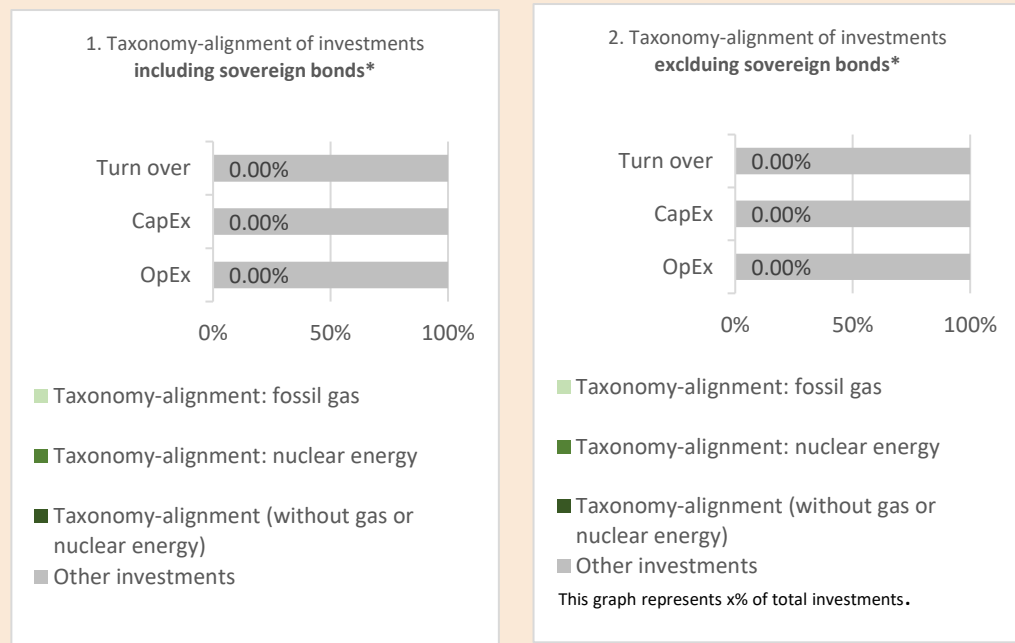 1. Taxonomy-alignment of investments
including sovereign bonds*
Turn over
0.00%
CapEx
0.00%
OpEx
0.00%
0%
50%
100%
Taxonomy-alignment: fossil gas
Taxonomy-alignment: nuclear energy
Taxonomy-alignment (without gas or
nuclear energy)
Other investments
2. Taxonomy-alignment of investments
exclduing sovereign bonds*
Turn over
0.00%
CapEx
0.00%
OpEx
0.00%
0%
50%
100%
Taxonomy-alignment: fossil gas
Taxonomy-alignment: nuclear energy
Taxonomy-alignment (without gas or
nuclear energy)
Other investments
This graph represents x% of total investments.